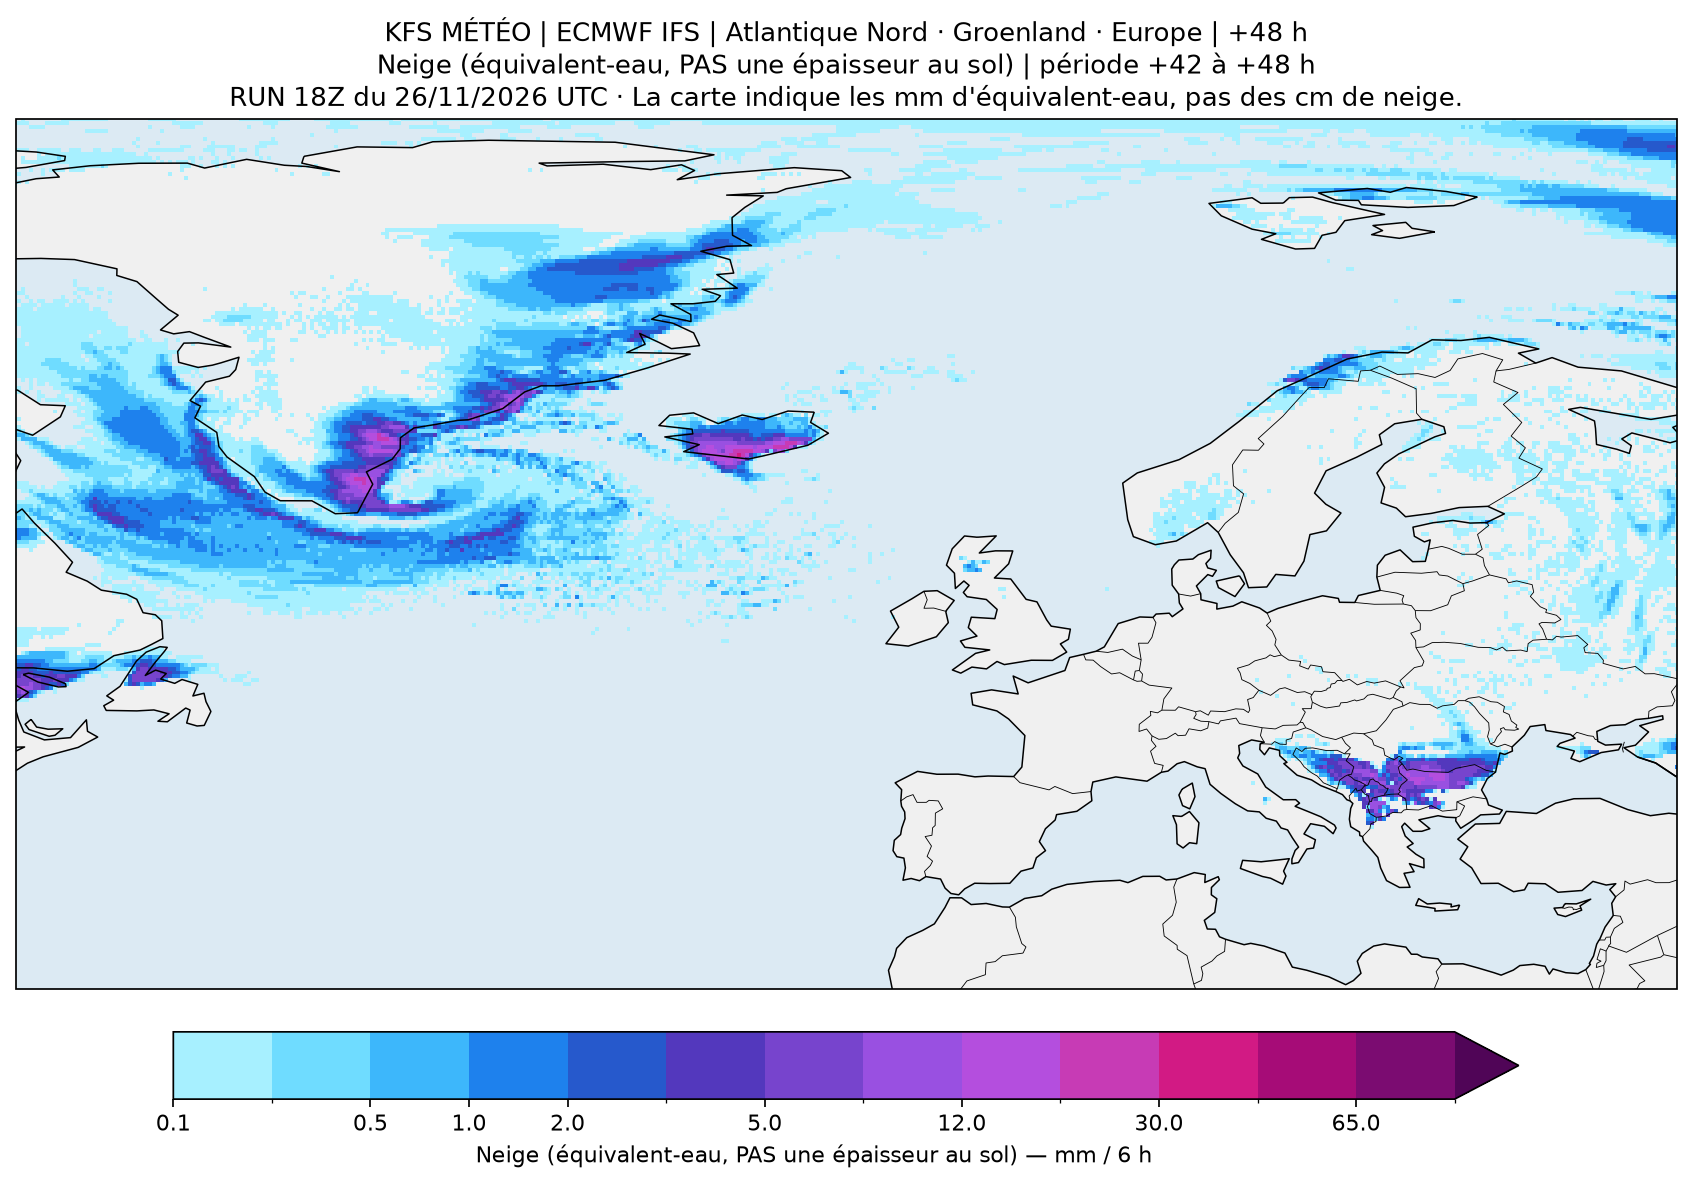 KFS MÉTÉO | ECMWF IFS | Atlantique Nord · Groenland · Europe | +48 h
Neige (équivalent-eau, PAS une épaisseur au sol) | période +42 à +48 h
RUN 18Z du 26/11/2026 UTC · La carte indique les mm d'équivalent-eau, pas des cm de neige.
0.1 0.5 1.0 2.0 5.0 12.0 30.0 65.0
Neige (équivalent-eau, PAS une épaisseur au sol) — mm / 6 h